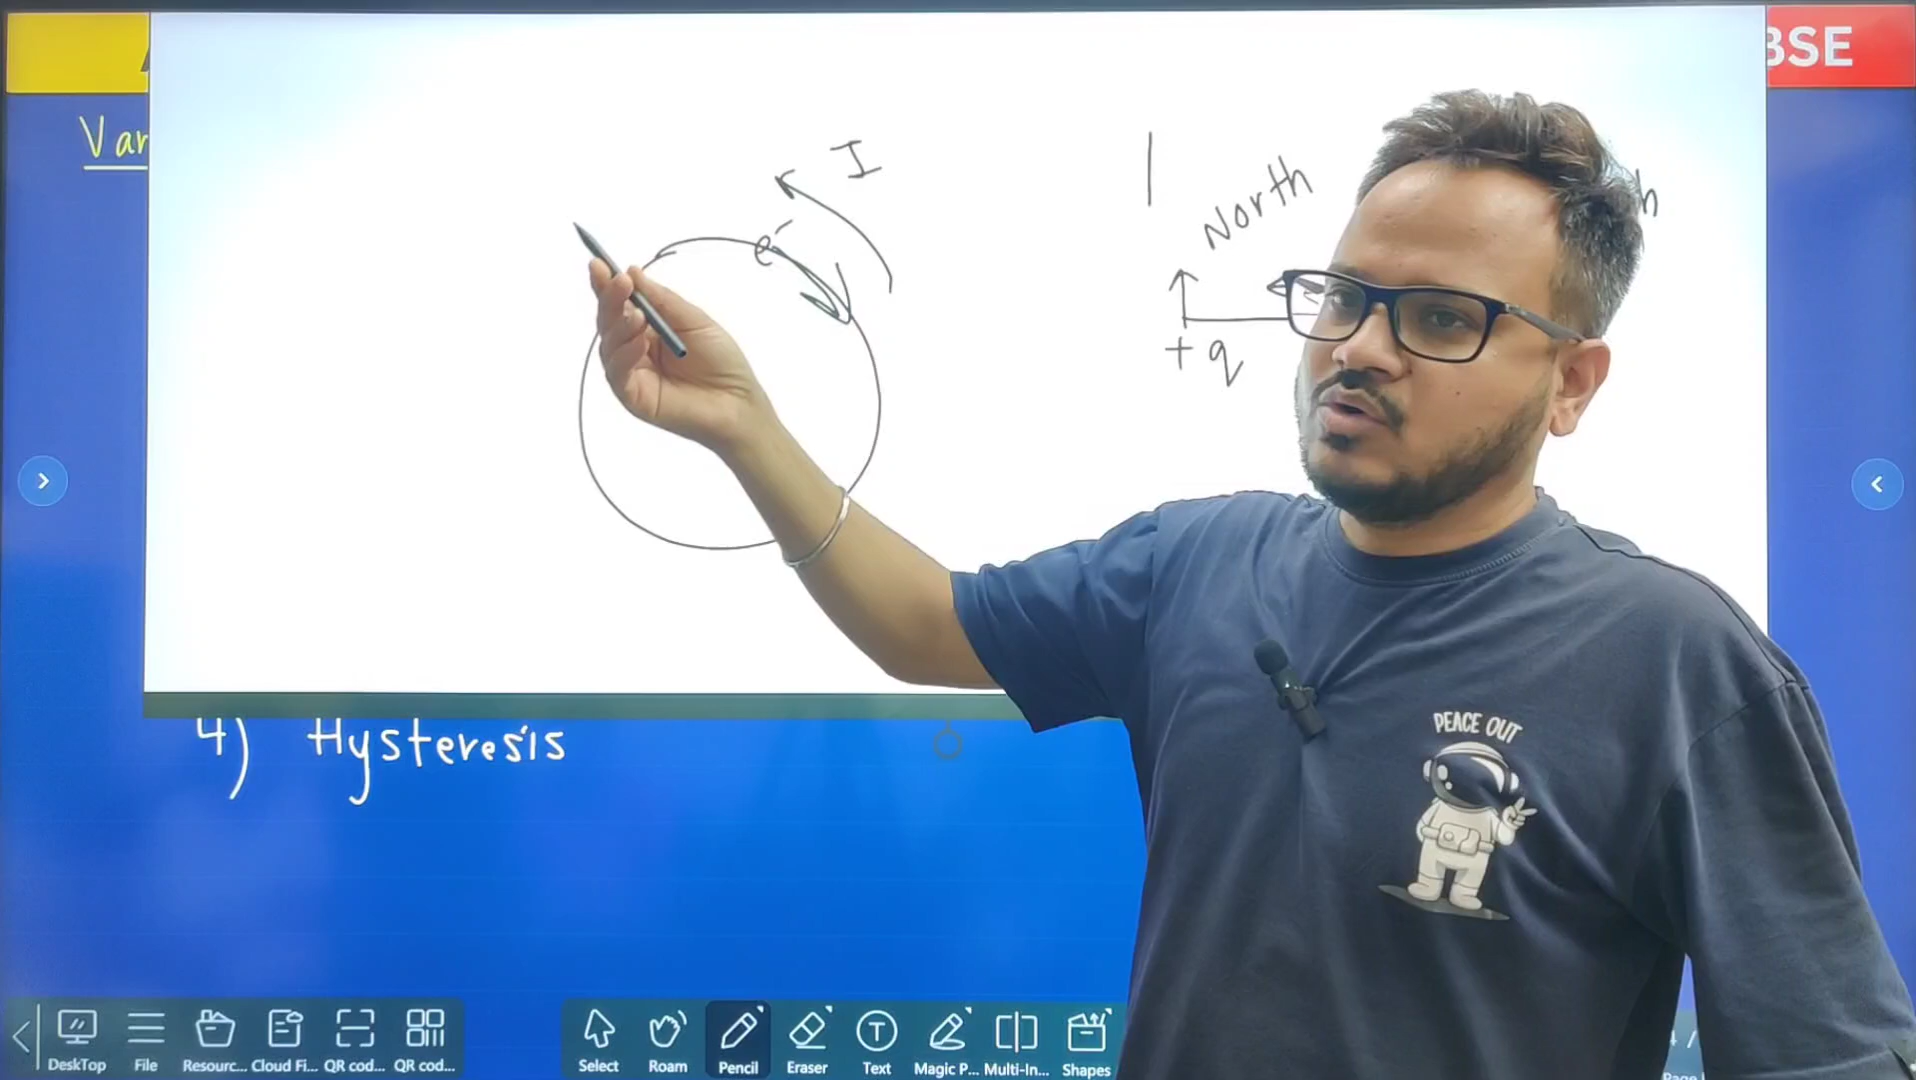 BSE
I
e⁻
North
+q
4) Hysteresis
PEACE OUT
DeskTop File Resourc... Cloud Fi... QR cod... QR cod... Select Roam Pencil Eraser Text Magic P... Multi-In... Shapes